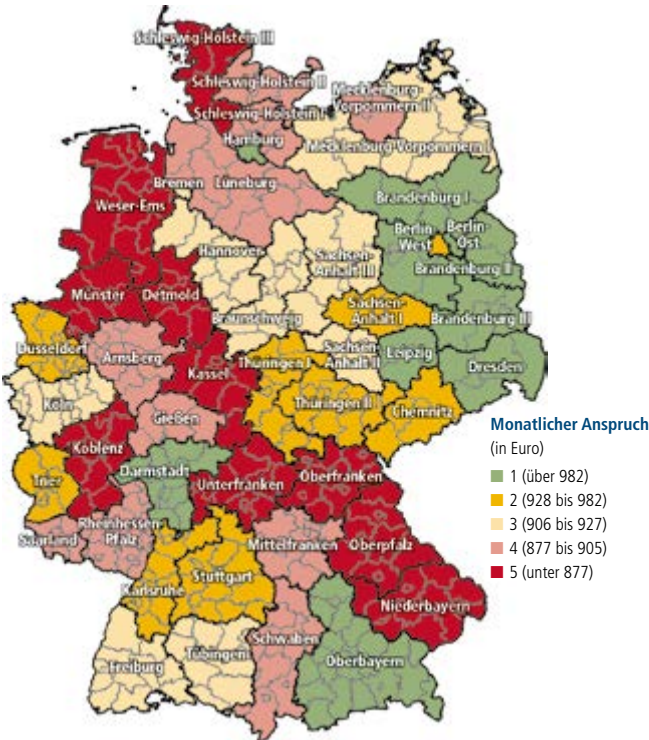 Schleswig-Holstein III
Schleswig-Holstein II
Mecklenburg-
Vorpommern II
Schleswig-Holstein I
Hamburg
Mecklenburg-Vorpommern I
Bremen
Lüneburg
Brandenburg I
Weser-Ems
Berlin-
West
Berlin-
Ost
Hannover
Sachsen-
Anhalt III
Brandenburg II
Münster
Detmold
Sachsen-
Anhalt I
Braunschweig
Brandenburg III
Düsseldorf
Arnsberg
Sachsen-
Anhalt II
Leipzig
Thüringen I
Kassel
Dresden
Köln
Thüringen II
Chemnitz
Gießen
Koblenz
Darmstadt
Trier
Unterfranken
Oberfranken
Rheinhessen-
Pfalz
Saarland
Mittelfranken
Oberpfalz
Stuttgart
Karlsruhe
Niederbayern
Schwaben
Tübingen
Freiburg
Oberbayern
Monatlicher Anspruch
(in Euro)
1 (über 982)
2 (928 bis 982)
3 (906 bis 927)
4 (877 bis 905)
5 (unter 877)